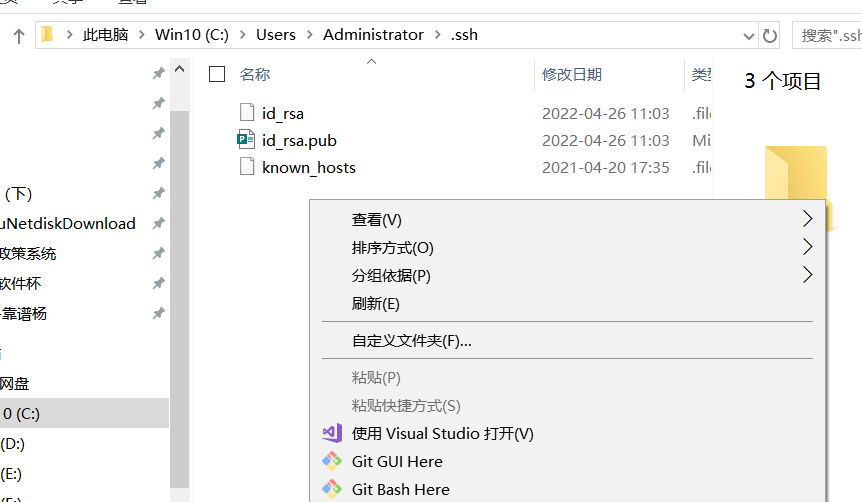 此电脑 Win10 (C:) Users Administrator .ssh
搜索".ssh
名称 修改日期 类型
3 个项目
id_rsa 2022-04-26 11:03 .file
id_rsa.pub 2022-04-26 11:03 Mi
known_hosts 2021-04-20 17:35 .file
(下)
uNetdiskDownload
政策系统
软件杯
靠谱杨
网盘
0 (C:)
(D:)
(E:)
查看(V)
排序方式(O)
分组依据(P)
刷新(E)
自定义文件夹(F)...
粘贴(P)
粘贴快捷方式(S)
使用 Visual Studio 打开(V)
Git GUI Here
Git Bash Here